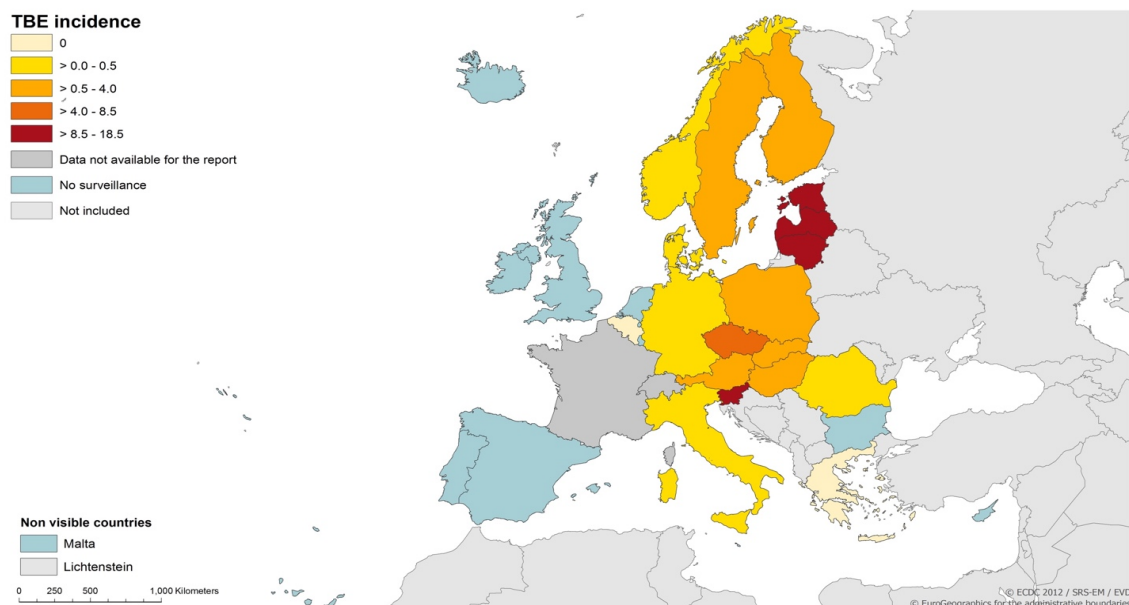 TBE incidence
0
> 0.0 - 0.5
> 0.5 - 4.0
> 4.0 - 8.5
> 8.5 - 18.5
Data not available for the report
No surveillance
Not included
Non visible countries
Malta
Lichtenstein
0 250 500 1,000 Kilometers
© ECDC 2012 / SRS-EM / EVD
© EuroGeographics for the administrative boundaries